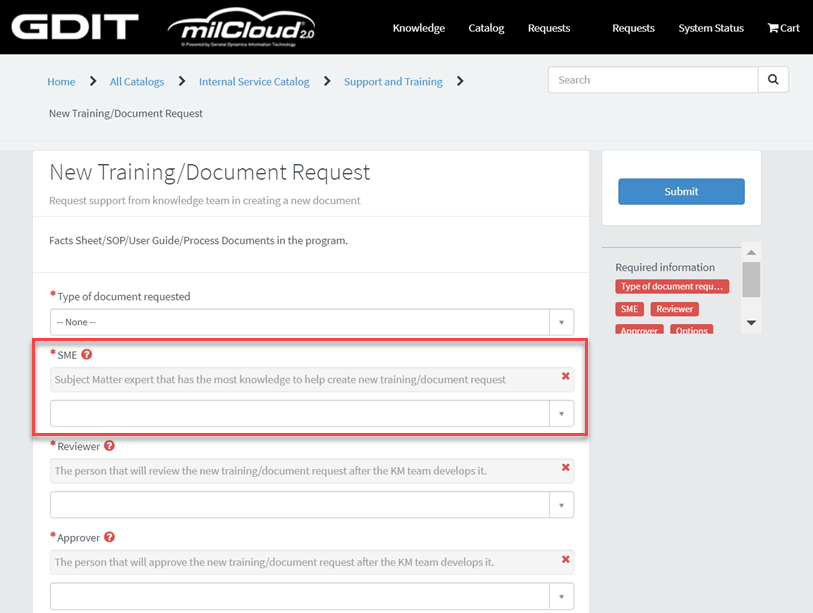 GDIT milCloud 2.0
® Powered by General Dynamics Information Technology
Knowledge Catalog Requests Requests System Status Cart
Home All Catalogs Internal Service Catalog Support and Training
Search
New Training/Document Request
New Training/Document Request
Request support from knowledge team in creating a new document
Facts Sheet/SOP/User Guide/Process Documents in the program.
* Type of document requested
-- None --
* SME ?
Subject Matter expert that has the most knowledge to help create new training/document request
* Reviewer ?
The person that will review the new training/document request after the KM team develops it.
* Approver ?
The person that will approve the new training/document request after the KM team develops it.
Submit
Required information
Type of document requ...
SME Reviewer
Approver Options